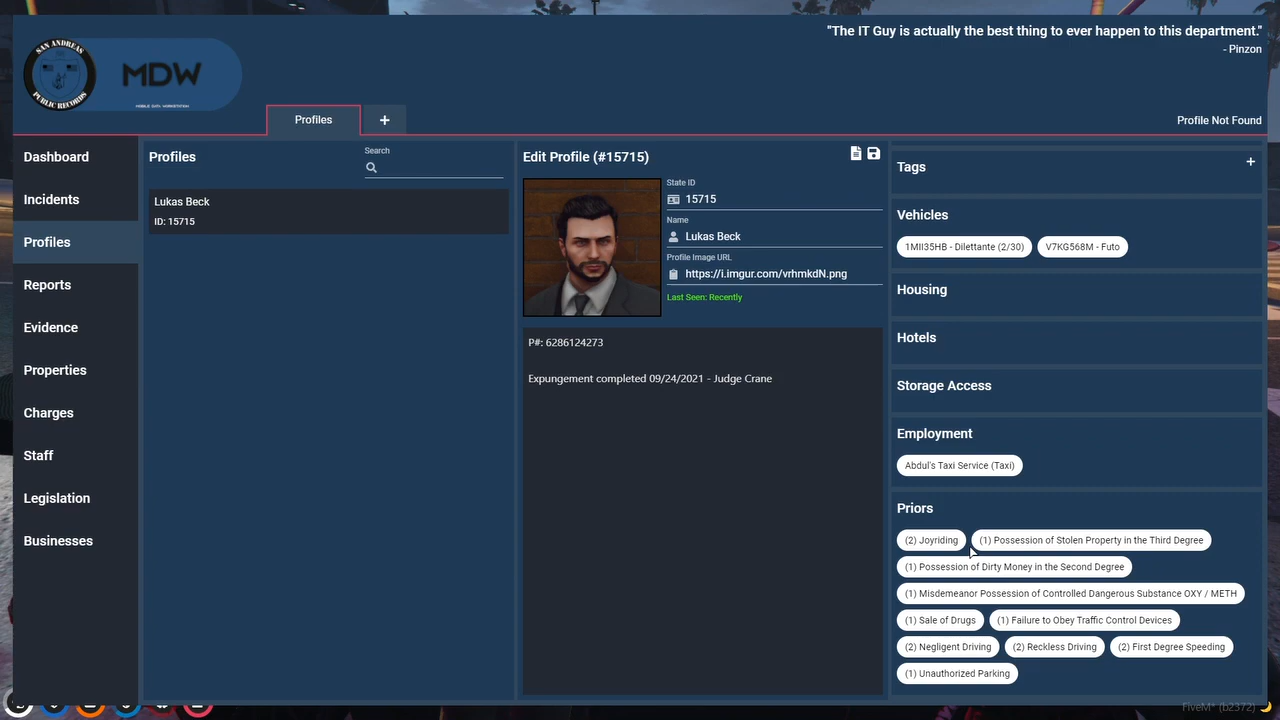 "The IT Guy is actually the best thing to ever happen to this department."
- Pinzon
SAN ANDREAS
PUBLIC RECORDS
MDW
MOBILE DATA WORKSTATION
Profiles
+
Profile Not Found
Dashboard
Incidents
Profiles
Reports
Evidence
Properties
Charges
Staff
Legislation
Businesses
Profiles
Search
Lukas Beck
ID: 15715
Edit Profile (#15715)
State ID
15715
Name
Lukas Beck
Profile Image URL
https://i.imgur.com/vrhmkdN.png
Last Seen: Recently
P#: 6286124273
Expungement completed 09/24/2021 - Judge Crane
Tags
+
Vehicles
1MII35HB - Dilettante (2/30)
V7KG568M - Futo
Housing
Hotels
Storage Access
Employment
Abdul's Taxi Service (Taxi)
Priors
(2) Joyriding
(1) Possession of Stolen Property in the Third Degree
(1) Possession of Dirty Money in the Second Degree
(1) Misdemeanor Possession of Controlled Dangerous Substance OXY / METH
(1) Sale of Drugs
(1) Failure to Obey Traffic Control Devices
(2) Negligent Driving
(2) Reckless Driving
(2) First Degree Speeding
(1) Unauthorized Parking
FiveM* (b2372)